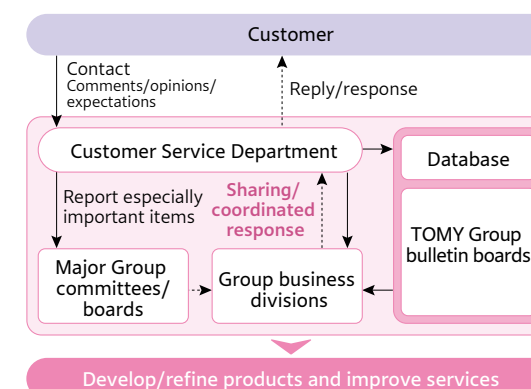 Customer
Contact
Comments/opinions/
expectations
Reply/response
Customer Service Department
Database
Report especially
important items
Sharing/
coordinated
response
TOMY Group
bulletin boards
Major Group
committees/
boards
Group business
divisions
Develop/refine products and improve services